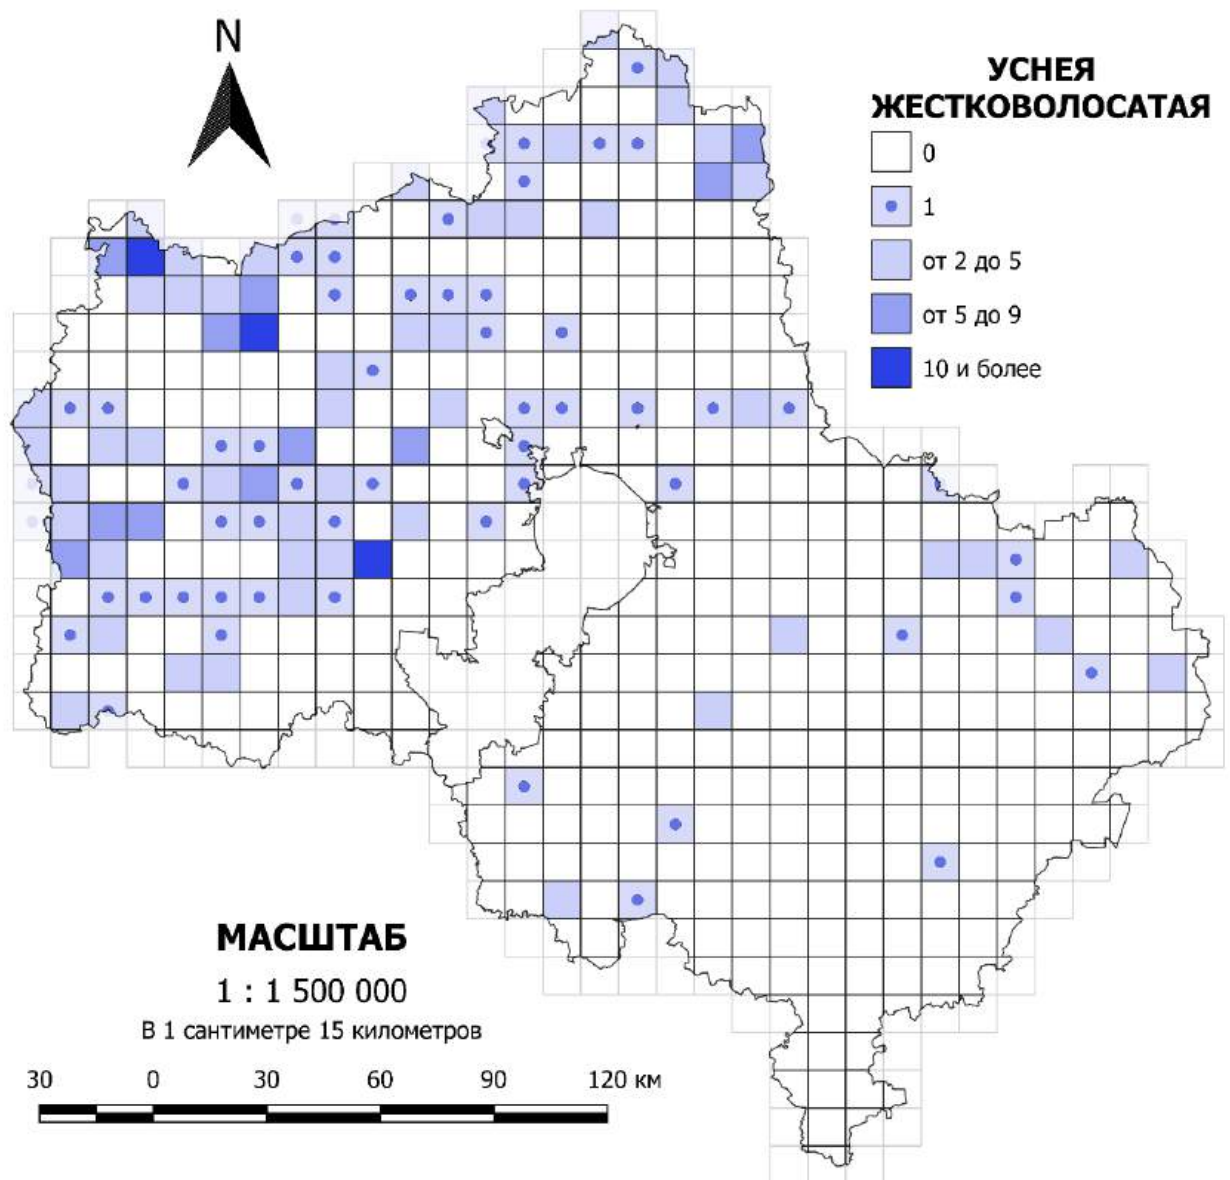 N
УСНЕЯ
ЖЕСТКОВОЛОСАТАЯ
0
1
от 2 до 5
от 5 до 9
10 и более
МАСШТАБ
1 : 1 500 000
В 1 сантиметре 15 километров
30 0 30 60 90 120 км